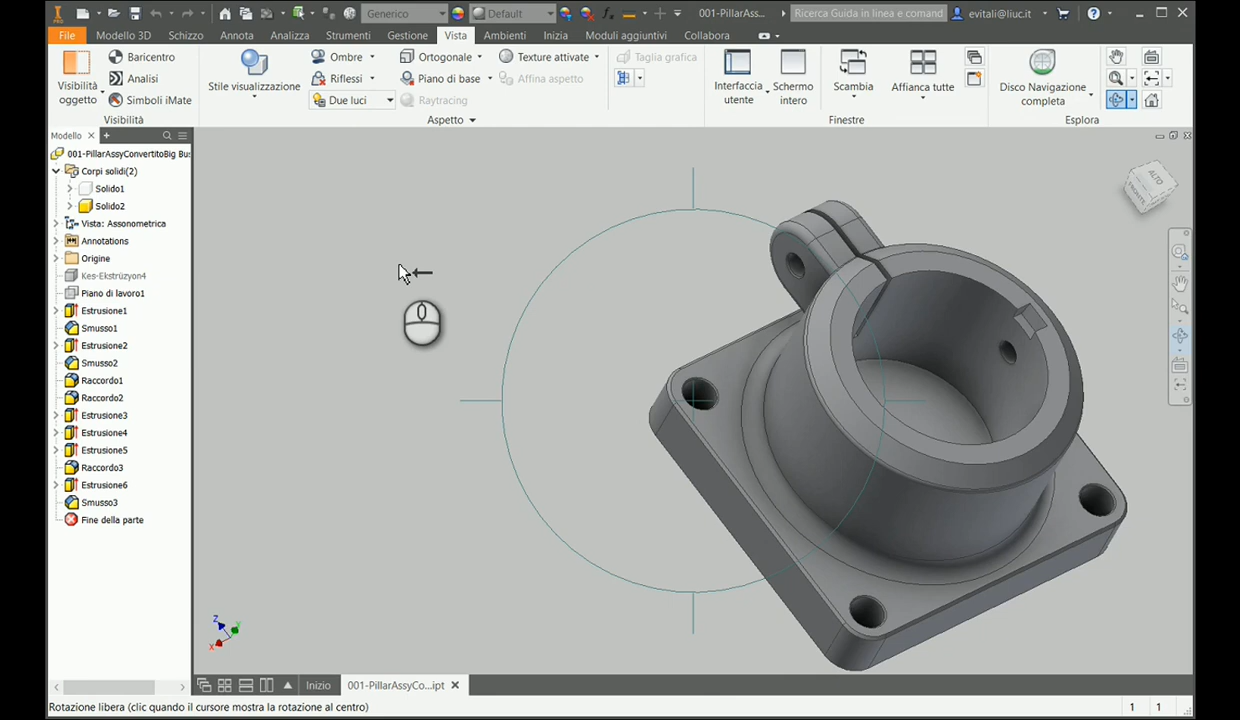 Generico
Default
001-PillarAss...
Ricerca Guida in linea e comand
evitali@liuc.it
File
Modello 3D
Schizzo
Annota
Analizza
Strumenti
Gestione
Vista
Ambienti
Inizia
Moduli aggiuntivi
Collabora
Visibilità oggetto
Baricentro
Analisi
Simboli iMate
Visibilità
Stile visualizzazione
Ombre
Riflessi
Due luci
Ortogonale
Piano di base
Raytracing
Texture attivate
Affina aspetto
Aspetto
Taglia grafica
Interfaccia utente
Schermo intero
Scambia
Affianca tutte
Finestre
Disco Navigazione completa
Esplora
Modello
001-PillarAssyConvertitoBig Bus
Corpi solidi(2)
Solido1
Solido2
Vista: Assonometrica
Annotations
Origine
Kes-Ekstrüzyon4
Piano di lavoro1
Estrusione1
Smusso1
Estrusione2
Smusso2
Raccordo1
Raccordo2
Estrusione3
Estrusione4
Estrusione5
Raccordo3
Estrusione6
Smusso3
Fine della parte
ALTO
FRONTE
Z
X
Inizio
001-PillarAssyCo...ipt
Rotazione libera (clic quando il cursore mostra la rotazione al centro)
1 1